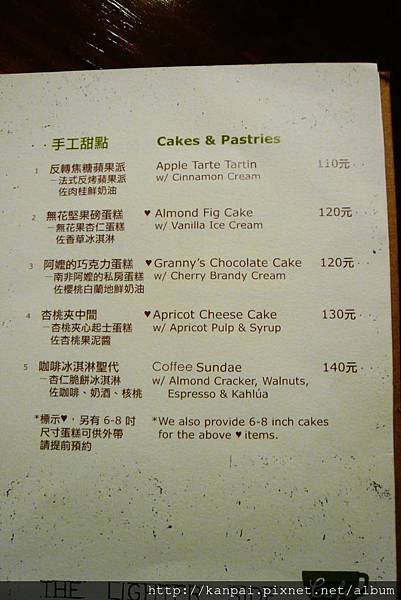 手工甜點 Cakes & Pastries
1 反轉焦糖蘋果派 Apple Tarte Tartin 110元
－法式反烤蘋果派 w/ Cinnamon Cream
佐肉桂鮮奶油
2 無花堅果磅蛋糕 ♥ Almond Fig Cake 120元
－無花果杏仁蛋糕 w/ Vanilla Ice Cream
佐香草冰淇淋
3 阿嬤的巧克力蛋糕 ♥ Granny's Chocolate Cake 120元
－南非阿嬤的私房蛋糕 w/ Cherry Brandy Cream
佐櫻桃白蘭地鮮奶油
4 杏桃夾中間 ♥ Apricot Cheese Cake 130元
－杏桃夾心起士蛋糕 w/ Apricot Pulp & Syrup
佐杏桃果泥醬
5 咖啡冰淇淋聖代 Coffee Sundae 140元
－杏仁脆餅冰淇淋 w/ Almond Cracker, Walnuts,
佐咖啡、奶酒、核桃 Espresso & Kahlúa
*標示♥，另有 6-8 吋 *We also provide 6-8 inch cakes
尺寸蛋糕可供外帶 for the above ♥ items.
請提前預約
THE LIGHTER SIDE
http://kanpai.pixnet.net/album